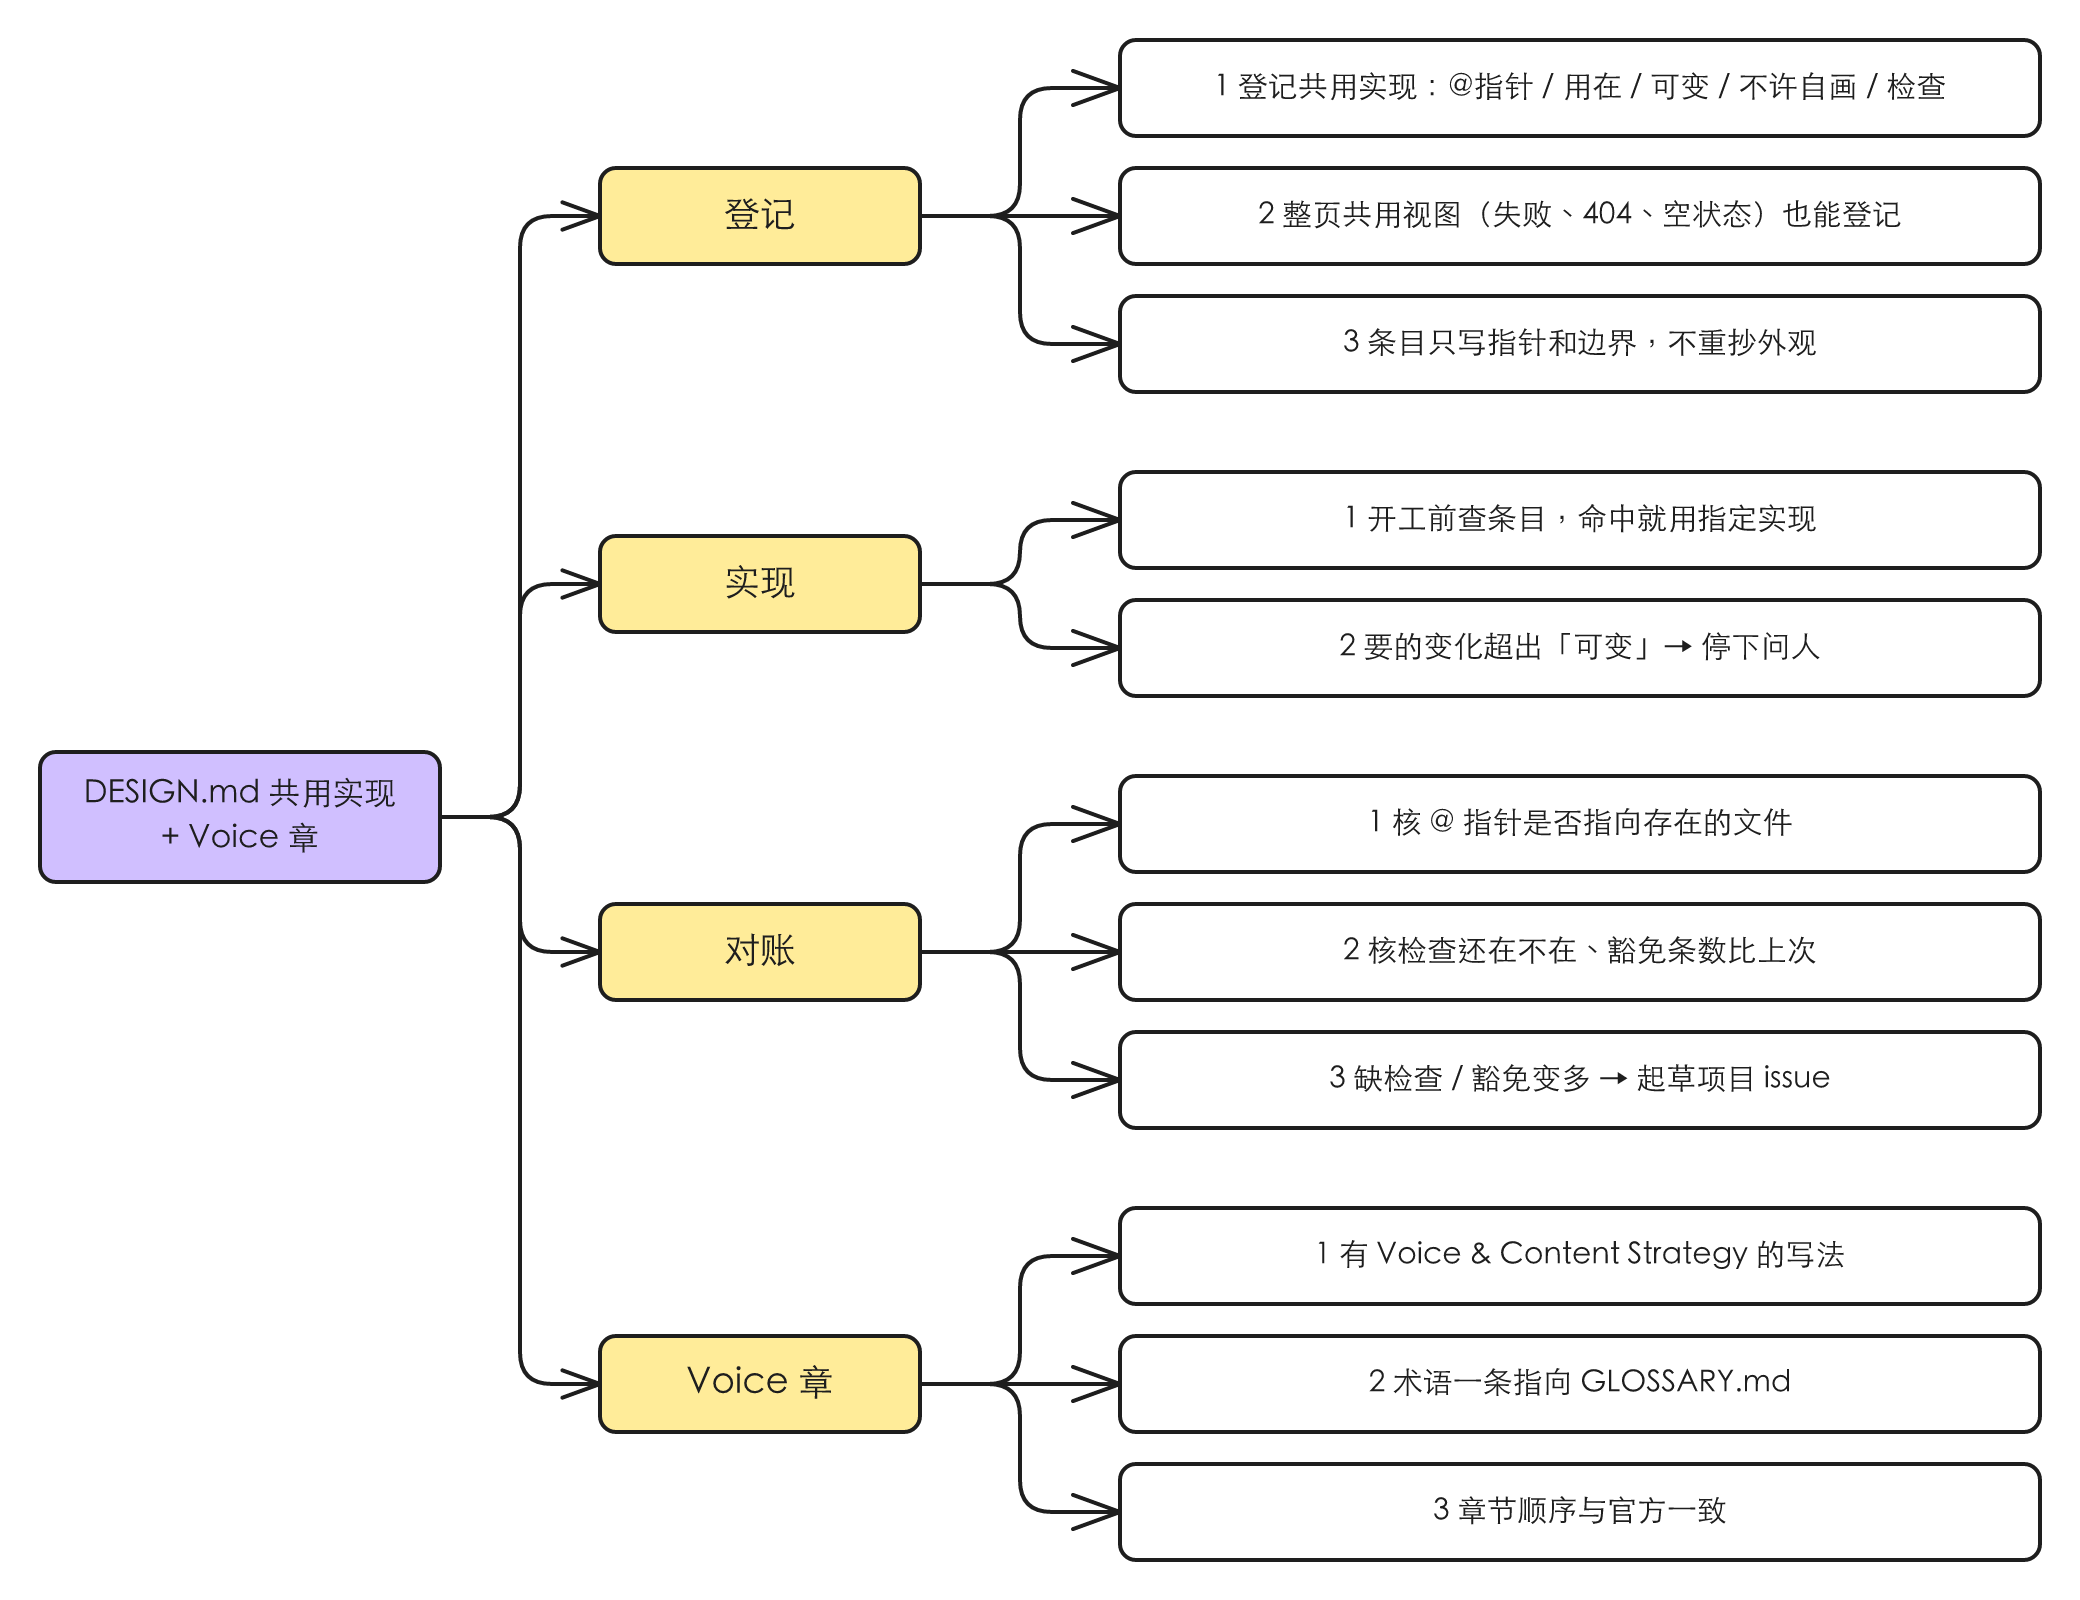 DESIGN.md 共用实现
+ Voice 章
登记
1 登记共用实现：@指针 / 用在 / 可变 / 不许自画 / 检查
2 整页共用视图（失败、404、空状态）也能登记
3 条目只写指针和边界，不重抄外观
实现
1 开工前查条目，命中就用指定实现
2 要的变化超出「可变」→ 停下问人
对账
1 核 @ 指针是否指向存在的文件
2 核检查还在不在、豁免条数比上次
3 缺检查 / 豁免变多 → 起草项目 issue
Voice 章
1 有 Voice & Content Strategy 的写法
2 术语一条指向 GLOSSARY.md
3 章节顺序与官方一致